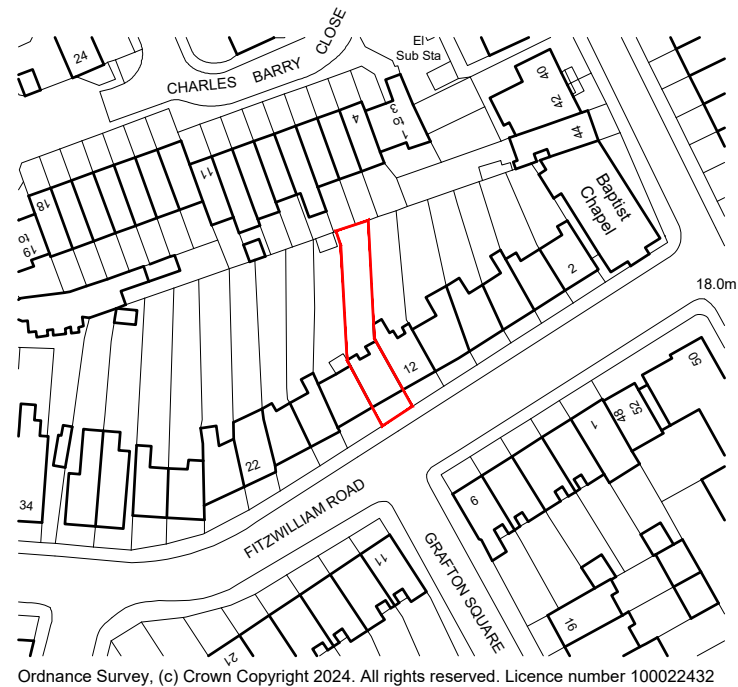 CLOSE
El
Sub Sta
24
CHARLES BARRY
40
42
4
1
to
3
44
11
18
Baptist
Chapel
19
to
2
18.0m
50
12
52
48
1
22
6
34
FITZWILLIAM ROAD
GRAFTON SQUARE
11
16
21
Ordnance Survey, (c) Crown Copyright 2024. All rights reserved. Licence number 100022432